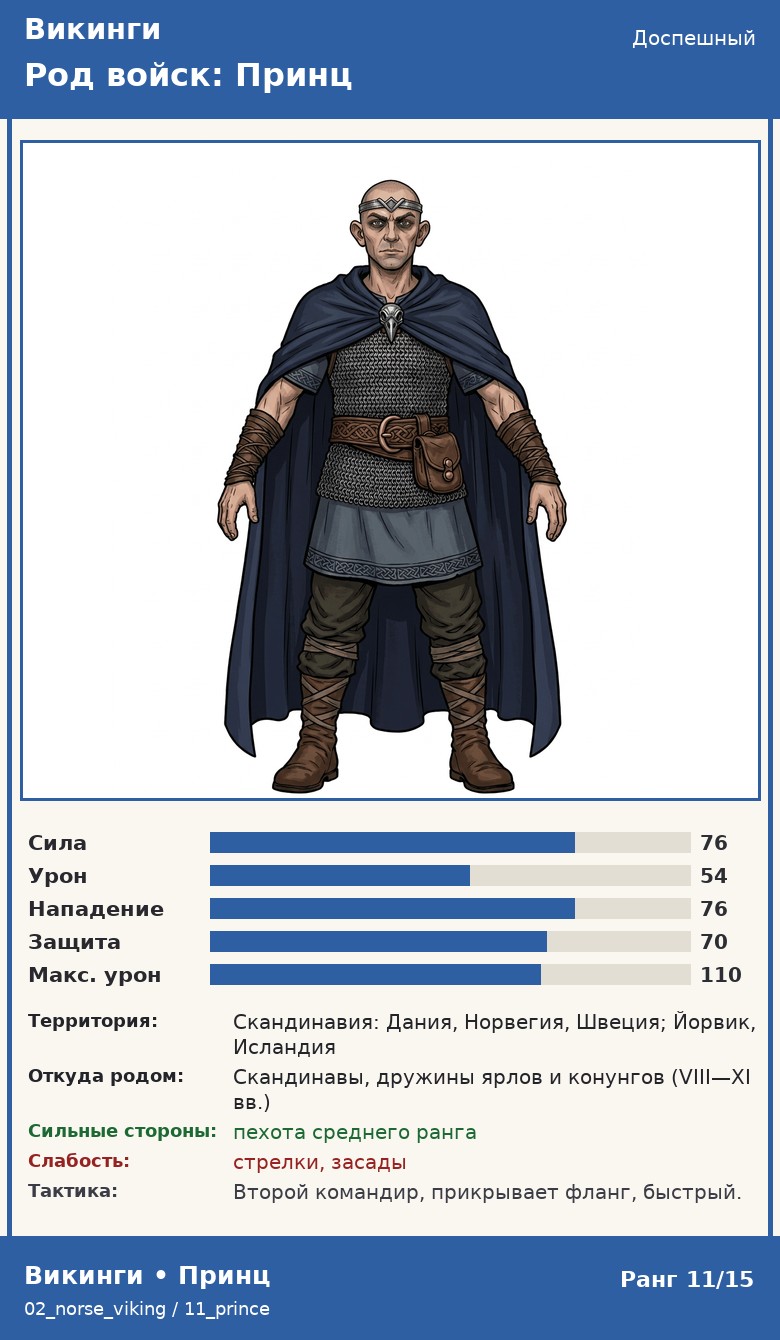 Викинги
Доспешный
Род войск: Принц
Сила 76
Урон 54
Нападение 76
Защита 70
Макс. урон 110
Территория: Скандинавия: Дания, Норвегия, Швеция; Йорвик,
Исландия
Откуда родом: Скандинавы, дружины ярлов и конунгов (VIII—XI
вв.)
Сильные стороны: пехота среднего ранга
Слабость: стрелки, засады
Тактика: Второй командир, прикрывает фланг, быстрый.
Викинги • Принц
Ранг 11/15
02_norse_viking / 11_prince